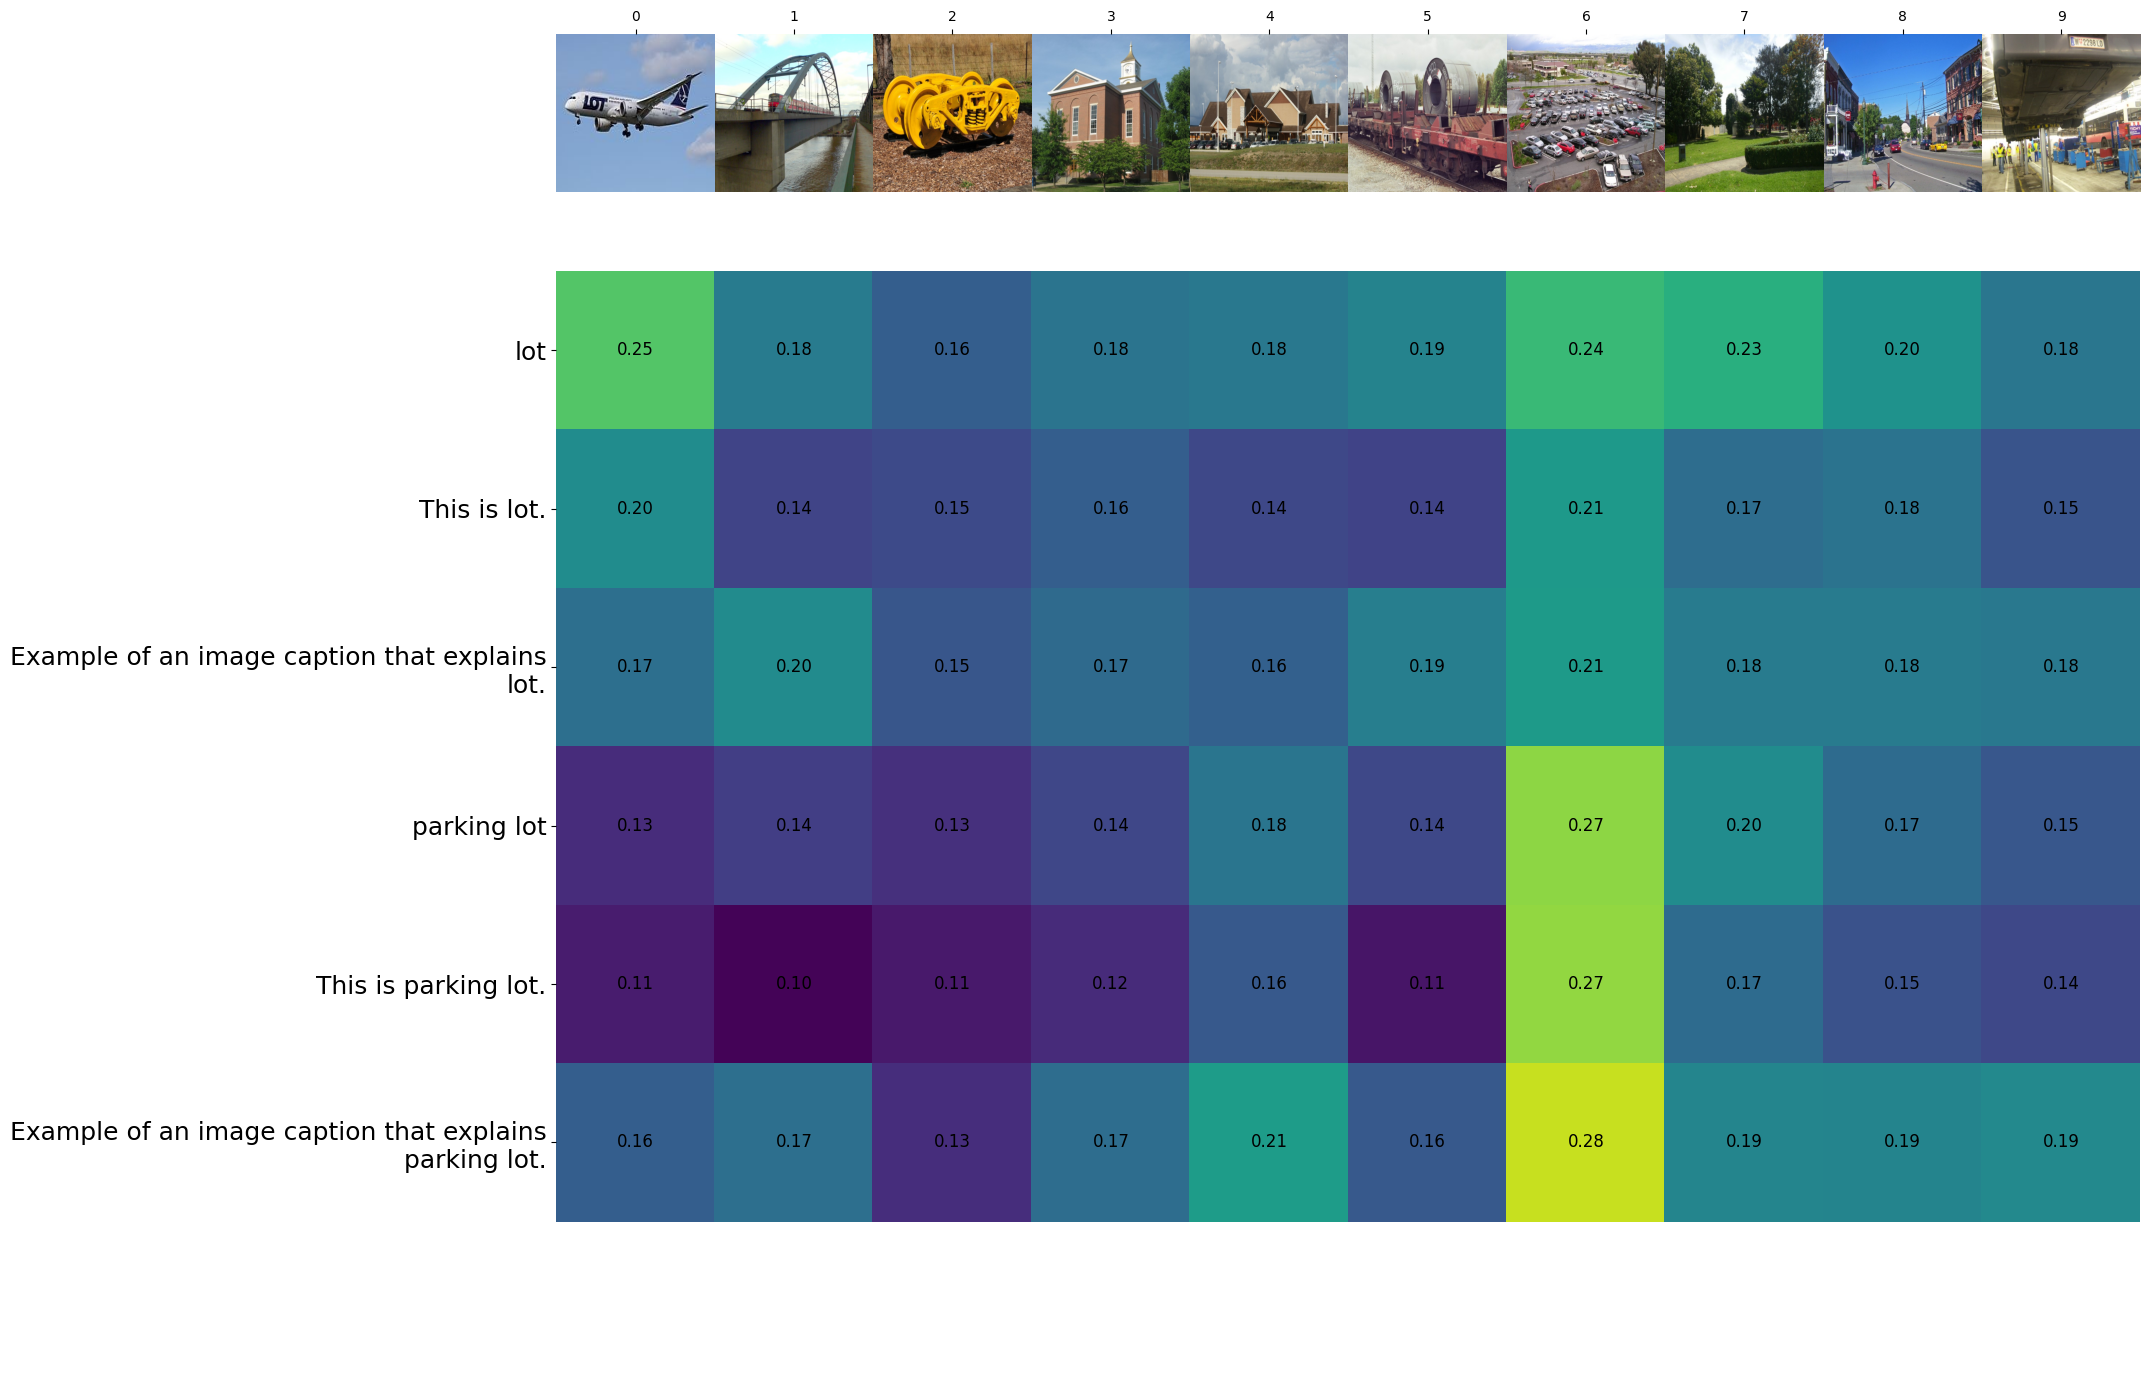 0 1 2 3 4 5 6 7 8 9
LOT
lot 0.25 0.18 0.16 0.18 0.18 0.19 0.24 0.23 0.20 0.18
This is lot. 0.20 0.14 0.15 0.16 0.14 0.14 0.21 0.17 0.18 0.15
Example of an image caption that explains
lot. 0.17 0.20 0.15 0.17 0.16 0.19 0.21 0.18 0.18 0.18
parking lot 0.13 0.14 0.13 0.14 0.18 0.14 0.27 0.20 0.17 0.15
This is parking lot. 0.11 0.10 0.11 0.12 0.16 0.11 0.27 0.17 0.15 0.14
Example of an image caption that explains
parking lot. 0.16 0.17 0.13 0.17 0.21 0.16 0.28 0.19 0.19 0.19